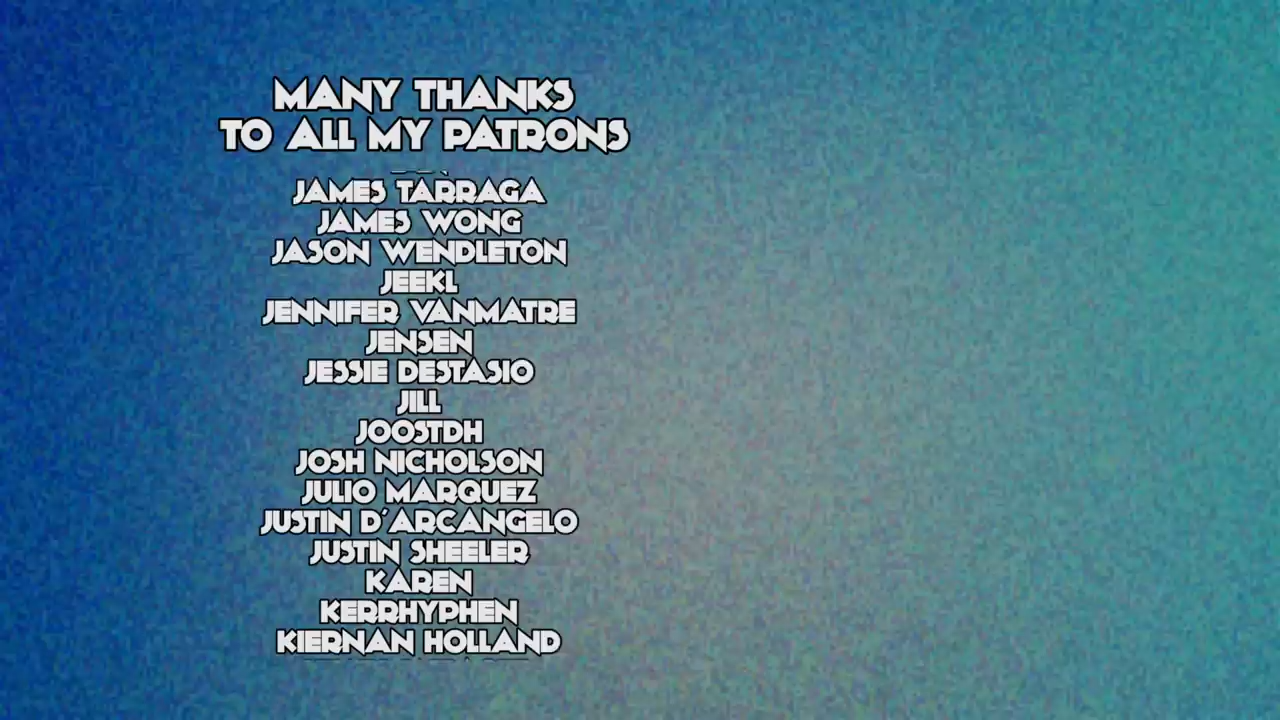 MANY THANKS
TO ALL MY PATRONS
JAMES TARRAGA
JAMES WONG
JASON WENDLETON
JEEKL
JENNIFER VANMATRE
JENSEN
JESSIE DESTASIO
JILL
JOOSTDH
JOSH NICHOLSON
JULIO MARQUEZ
JUSTIN D'ARCANGELO
JUSTIN SHEELER
KAREN
KERRHYPHEN
KIERNAN HOLLAND